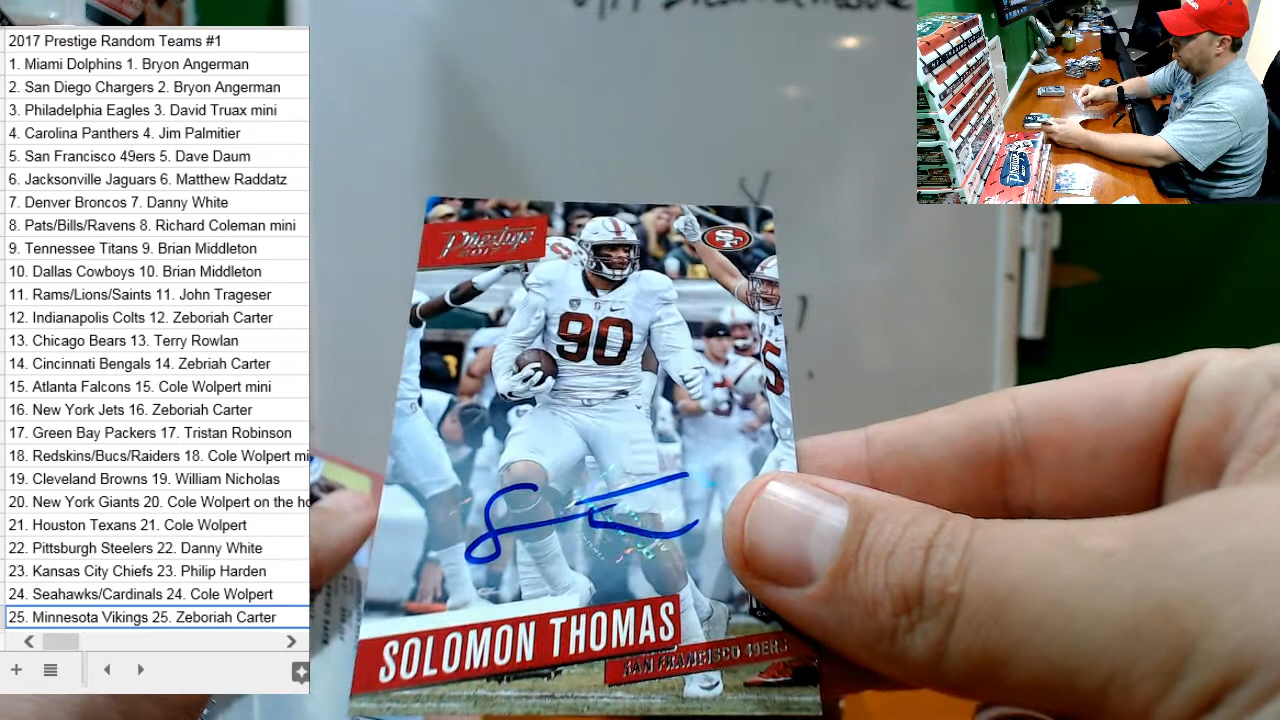 2017 Prestige Random Teams #1
1. Miami Dolphins 1. Bryon Angerman
2. San Diego Chargers 2. Bryon Angerman
3. Philadelphia Eagles 3. David Truax mini
4. Carolina Panthers 4. Jim Palmitier
5. San Francisco 49ers 5. Dave Daum
6. Jacksonville Jaguars 6. Matthew Raddatz
7. Denver Broncos 7. Danny White
8. Pats/Bills/Ravens 8. Richard Coleman mini
9. Tennessee Titans 9. Brian Middleton
10. Dallas Cowboys 10. Brian Middleton
11. Rams/Lions/Saints 11. John Trageser
12. Indianapolis Colts 12. Zeboriah Carter
13. Chicago Bears 13. Terry Rowlan
14. Cincinnati Bengals 14. Zebriah Carter
15. Atlanta Falcons 15. Cole Wolpert mini
16. New York Jets 16. Zeboriah Carter
17. Green Bay Packers 17. Tristan Robinson
18. Redskins/Bucs/Raiders 18. Cole Wolpert mi
19. Cleveland Browns 19. William Nicholas
20. New York Giants 20. Cole Wolpert on the ho
21. Houston Texans 21. Cole Wolpert
22. Pittsburgh Steelers 22. Danny White
23. Kansas City Chiefs 23. Philip Harden
24. Seahawks/Cardinals 24. Cole Wolpert
25. Minnesota Vikings 25. Zeboriah Carter
Prestige
2017
SF
90
5
SOLOMON THOMAS
SAN FRANCISCO 49ERS
Prestige